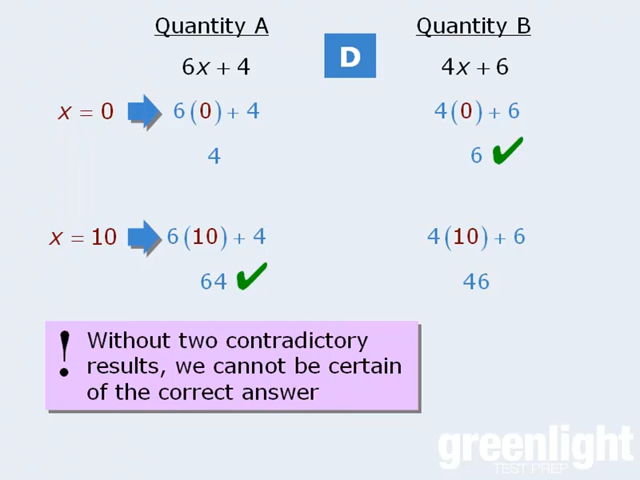 Quantity A Quantity B
6x + 4 D 4x + 6
x = 0 6(0) + 4 4(0) + 6
4 6 ✔
x = 10 6(10) + 4 4(10) + 6
64 ✔ 46
! Without two contradictory
results, we cannot be certain
of the correct answer
greenlight
TEST PREP